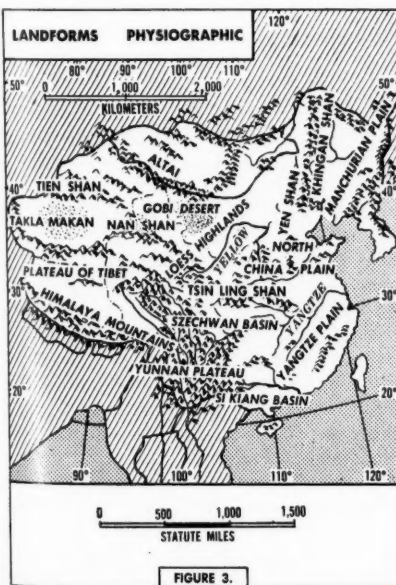 LANDFORMS PHYSIOGRAPHIC
120°
130°
50°
80°
90°
100°
110°
50°
0 1,000 2,000
KILOMETERS
ALTAI
KHINGAN SHAN
MANCHURIAN PLAIN
40°
TIEN SHAN
GOBI DESERT
YEN SHAN
40°
TAKLA MAKAN
NAN SHAN
LOESS HIGHLANDS
YELLOW
NORTH
CHINA PLAIN
PLATEAU OF TIBET
TSIN LING SHAN
30°
HIMALAYA MOUNTAINS
SZECHWAN BASIN
YANGTZE
30°
YANGTZE PLAIN
YUNNAN PLATEAU
20°
SI KIANG BASIN
20°
90°
100°
110°
120°
0 500 1,000 1,500
STATUTE MILES
FIGURE 3.